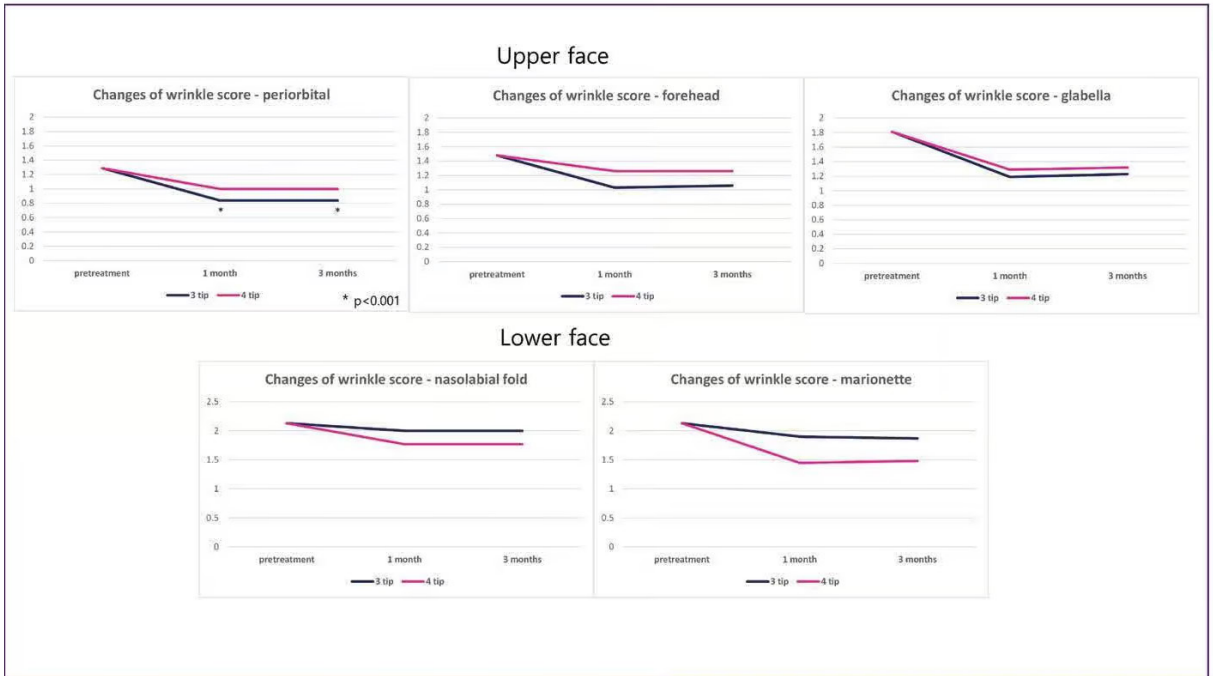 Upper face
Changes of wrinkle score - periorbital
2
1.8
1.6
1.4
1.2
1
0.8
0.6
0.4
0.2
0
* *
pretreatment 1 month 3 months
3 tip 4 tip
* p<0.001
Changes of wrinkle score - forehead
2
1.8
1.6
1.4
1.2
1
0.8
0.6
0.4
0.2
0
pretreatment 1 month 3 months
3 tip 4 tip
Changes of wrinkle score - glabella
2
1.8
1.6
1.4
1.2
1
0.8
0.6
0.4
0.2
0
pretreatment 1 month 3 months
3 tip 4 tip
Lower face
Changes of wrinkle score - nasolabial fold
2.5
2
1.5
1
0.5
0
pretreatment 1 month 3 months
3 tip 4 tip
Changes of wrinkle score - marionette
2.5
2
1.5
1
0.5
0
pretreatment 1 month 3 months
3 tip 4 tip